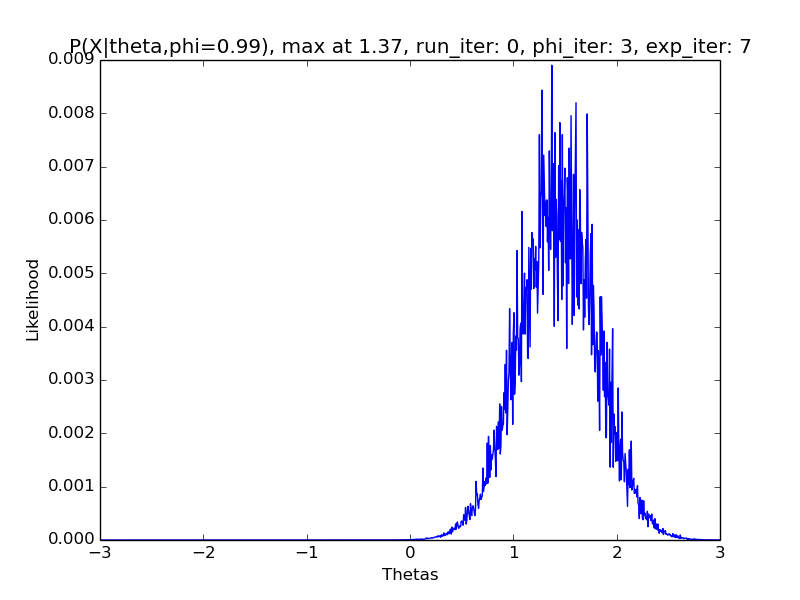 P(X|theta,phi=0.99), max at 1.37, run_iter: 0, phi_iter: 3, exp_iter: 7
0.009
0.008
0.007
0.006
0.005
0.004
0.003
0.002
0.001
0.000
Likelihood
−3 −2 −1 0 1 2 3
Thetas